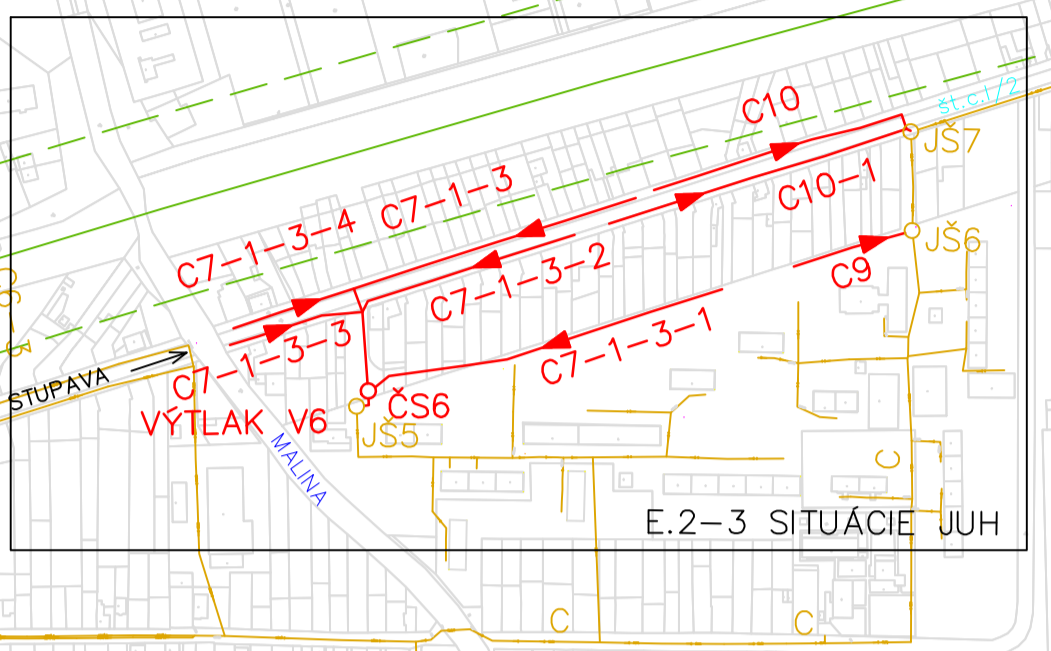 št.c.I/2
C10
JŠ7
C10-1
C7-1-3
C7-1-3-4
JŠ6
C9
C7-1-3-2
C7-1-3-1
C7-1-3-3
STUPAVA
ČS6
VÝTLAK V6
JŠ5
MALINA
C
E.2-3 SITUÁCIE JUH
C
C